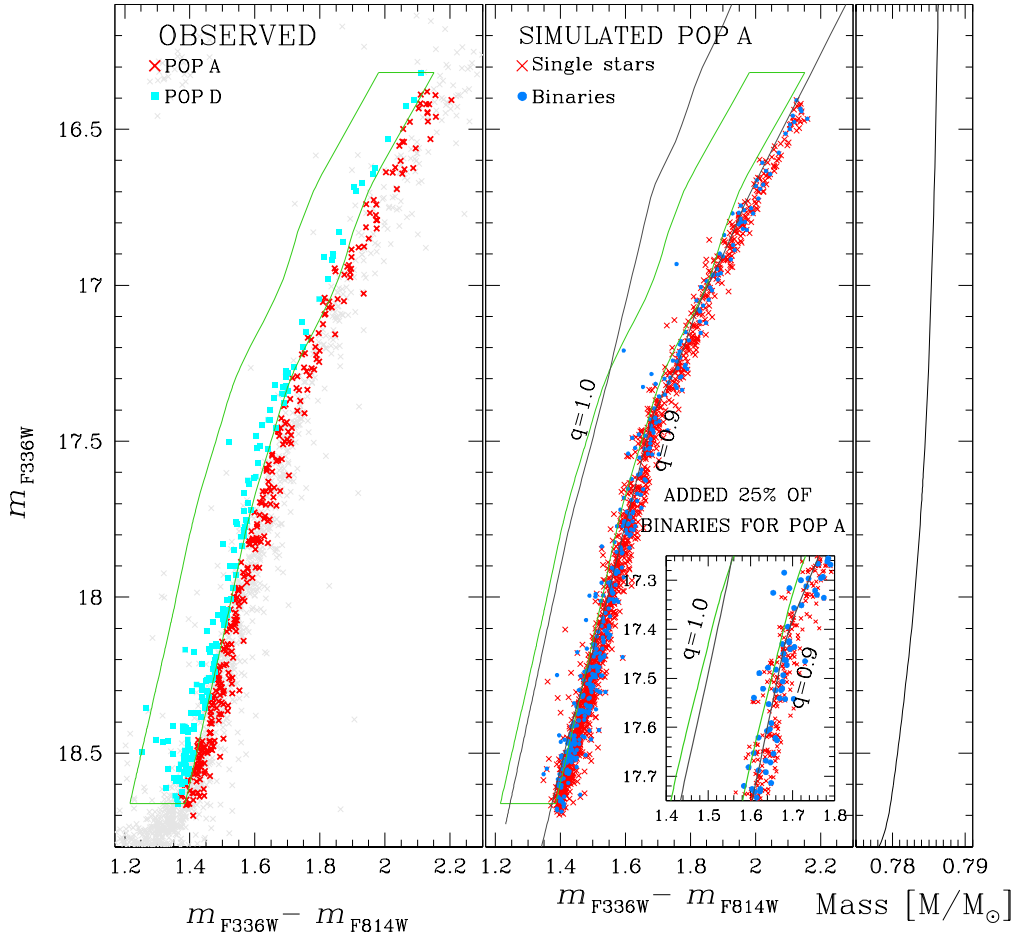 OBSERVED
POP A
POP D
SIMULATED POP A
Single stars
Binaries
16.5
17
17.5
18
18.5
m F336W
q=1.0
q=0.9
ADDED 25% OF
BINARIES FOR POP A
17.3
17.4
17.5
17.6
17.7
q=1.0
q=0.9
1.4 1.5 1.6 1.7 1.8
1.2 1.4 1.6 1.8 2 2.2
1.4 1.6 1.8 2 2.2
0.78 0.79
m F336W − m F814W
m F336W − m F814W
Mass [M/M☉]